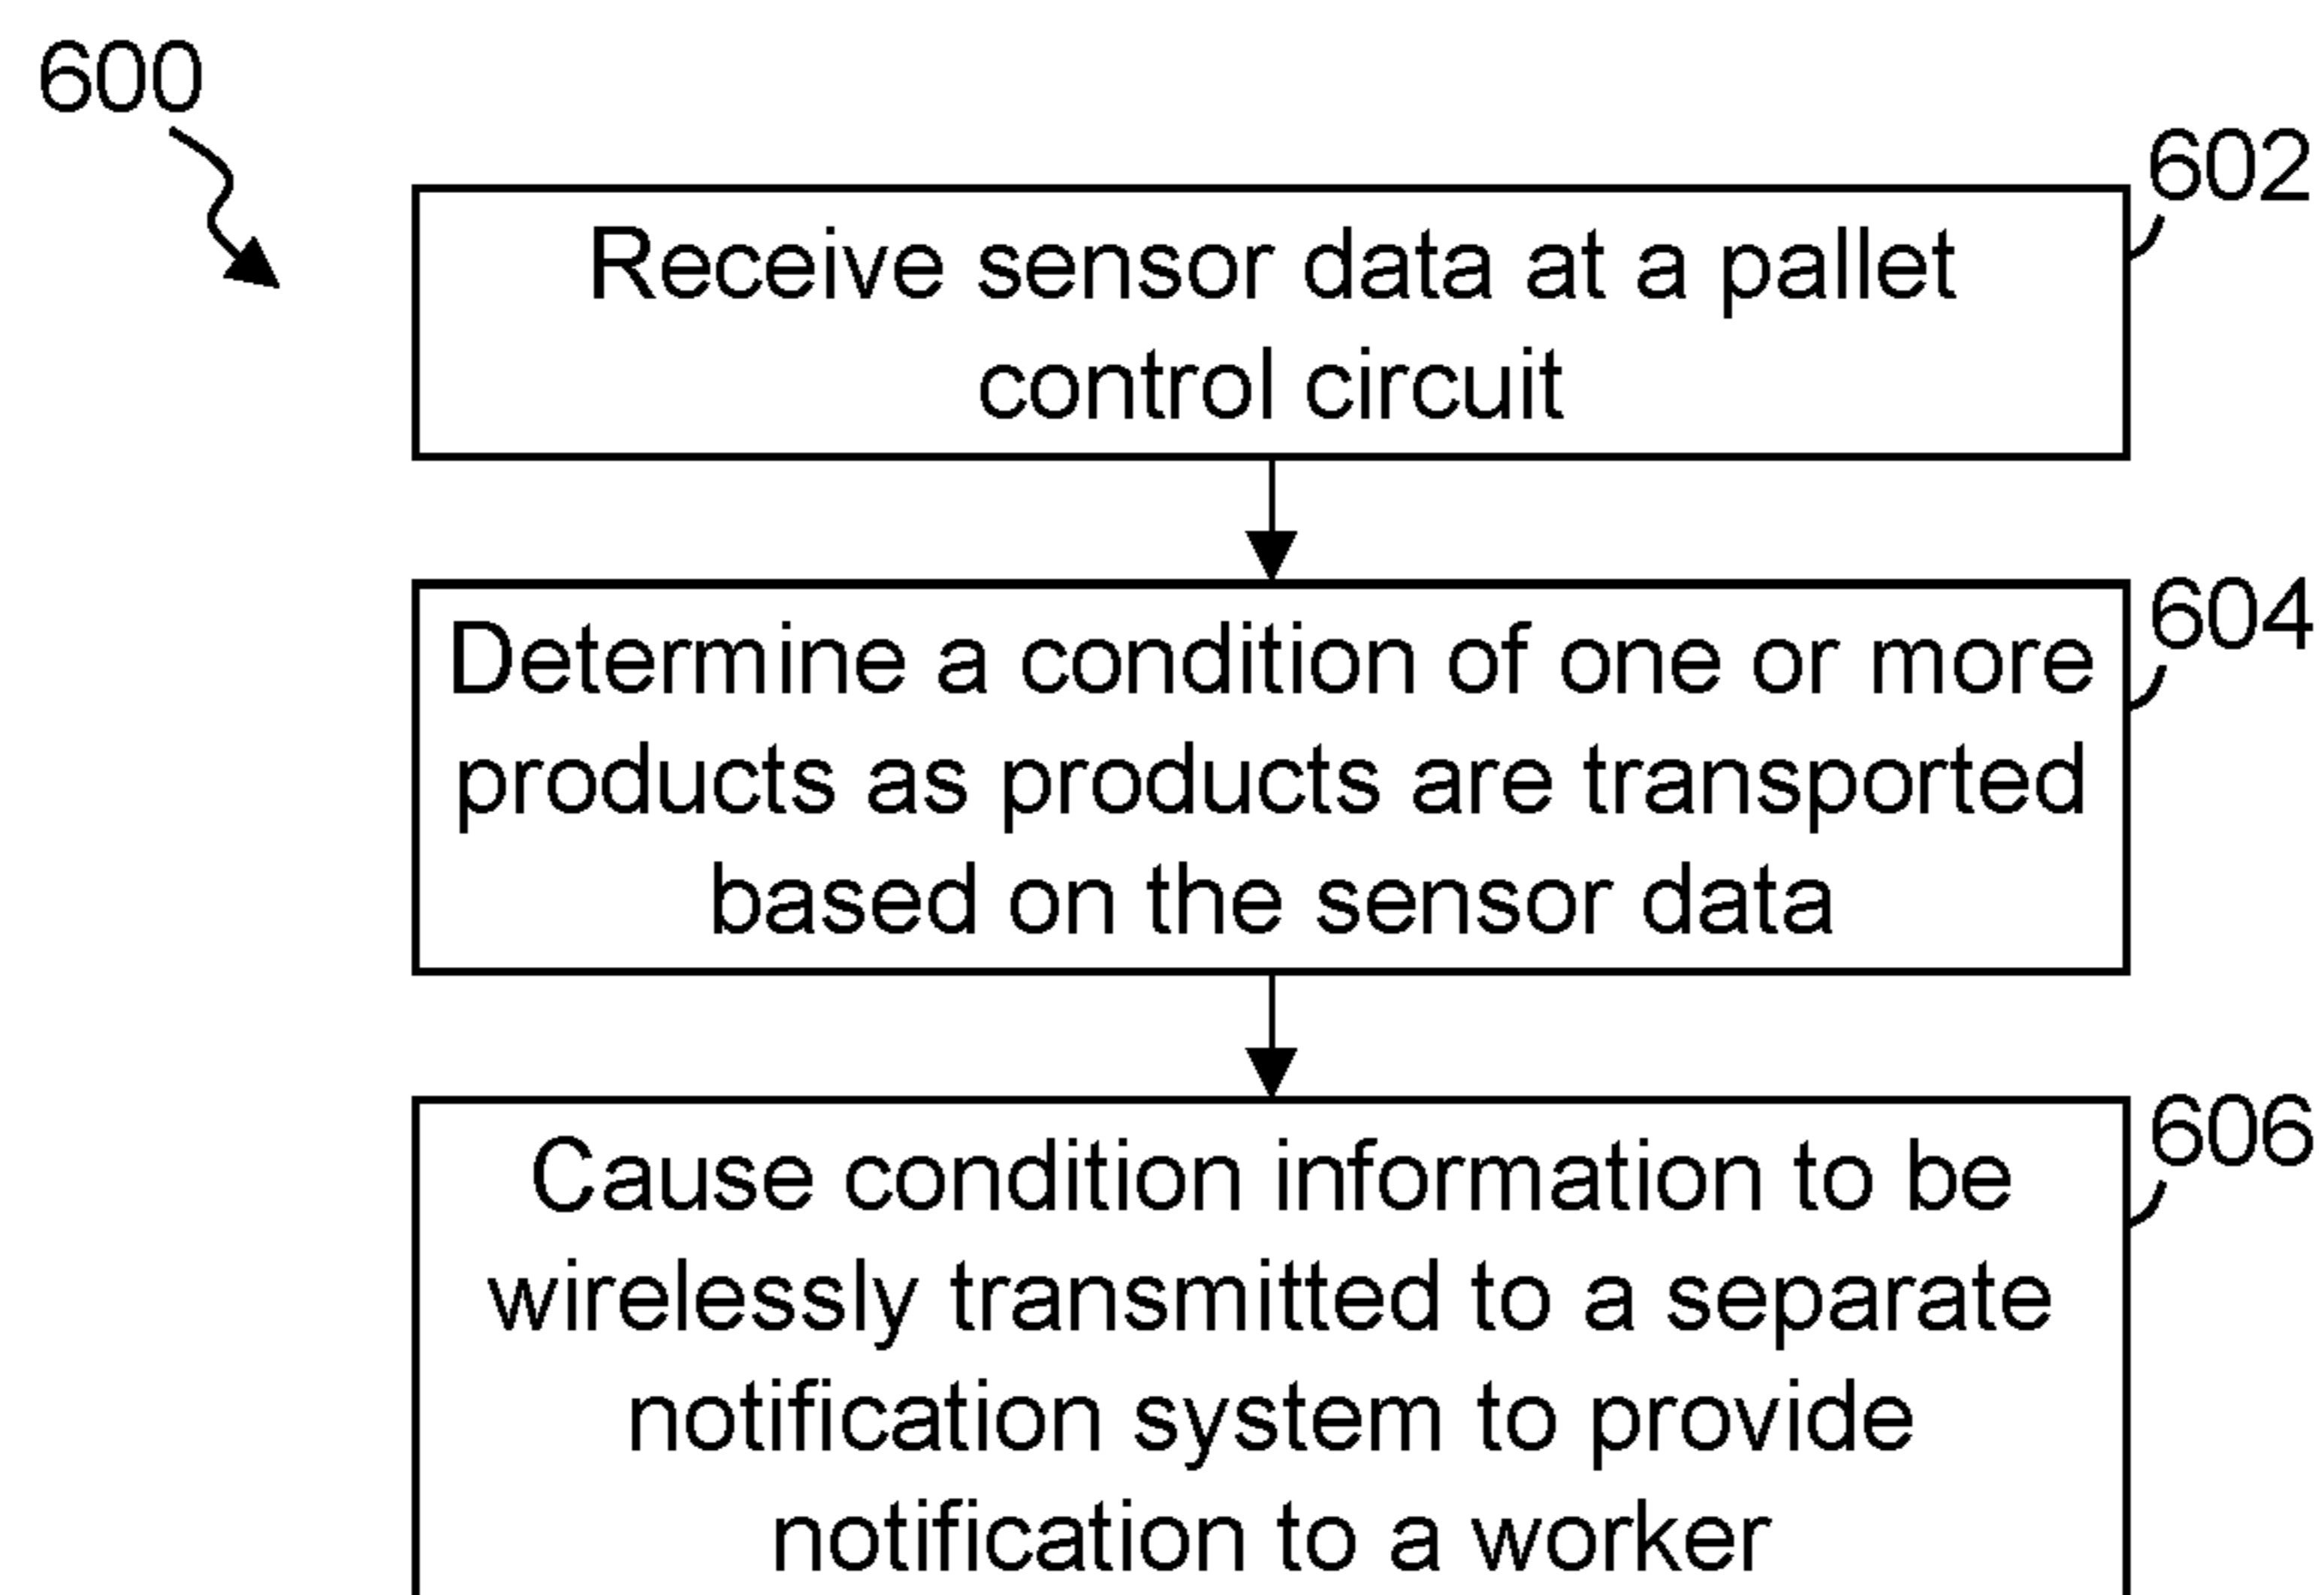 600
602
Receive sensor data at a pallet
control circuit
604
Determine a condition of one or more
products as products are transported
based on the sensor data
606
Cause condition information to be
wirelessly transmitted to a separate
notification system to provide
notification to a worker